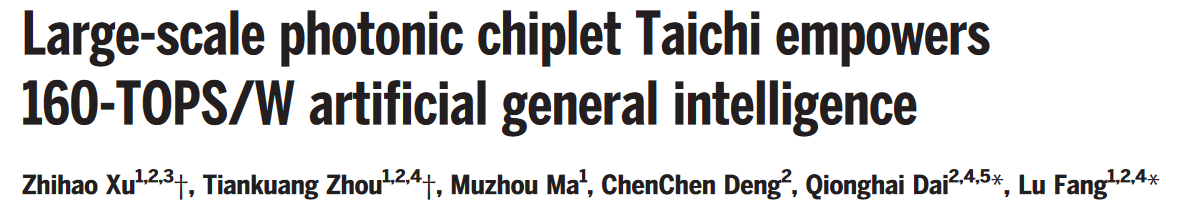 Large-scale photonic chiplet Taichi empowers
160-TOPS/W artificial general intelligence
Zhihao Xu1,2,3†, Tiankuang Zhou1,2,4†, Muzhou Ma1, ChenChen Deng2, Qionghai Dai2,4,5*, Lu Fang1,2,4*